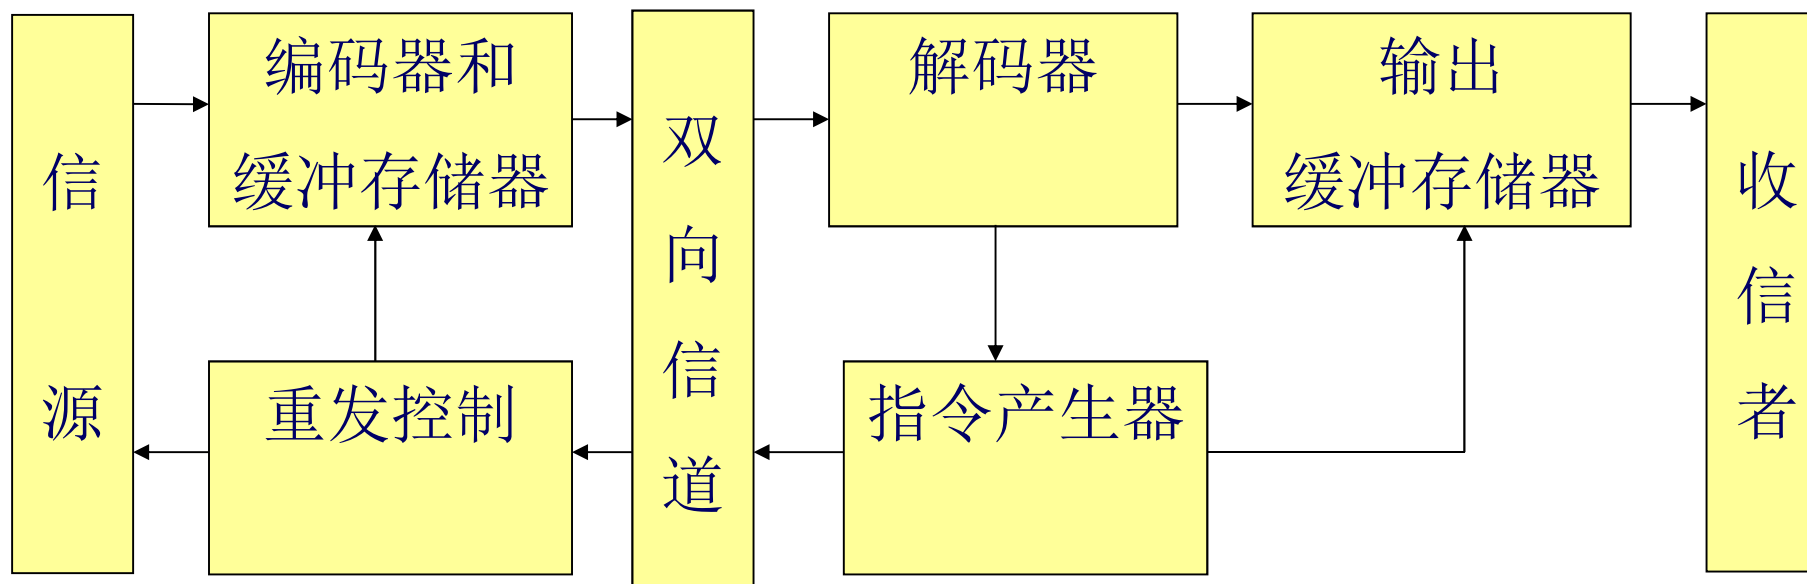 信源
编码器和
缓冲存储器
双向信道
解码器
输出
缓冲存储器
收信者
重发控制
指令产生器